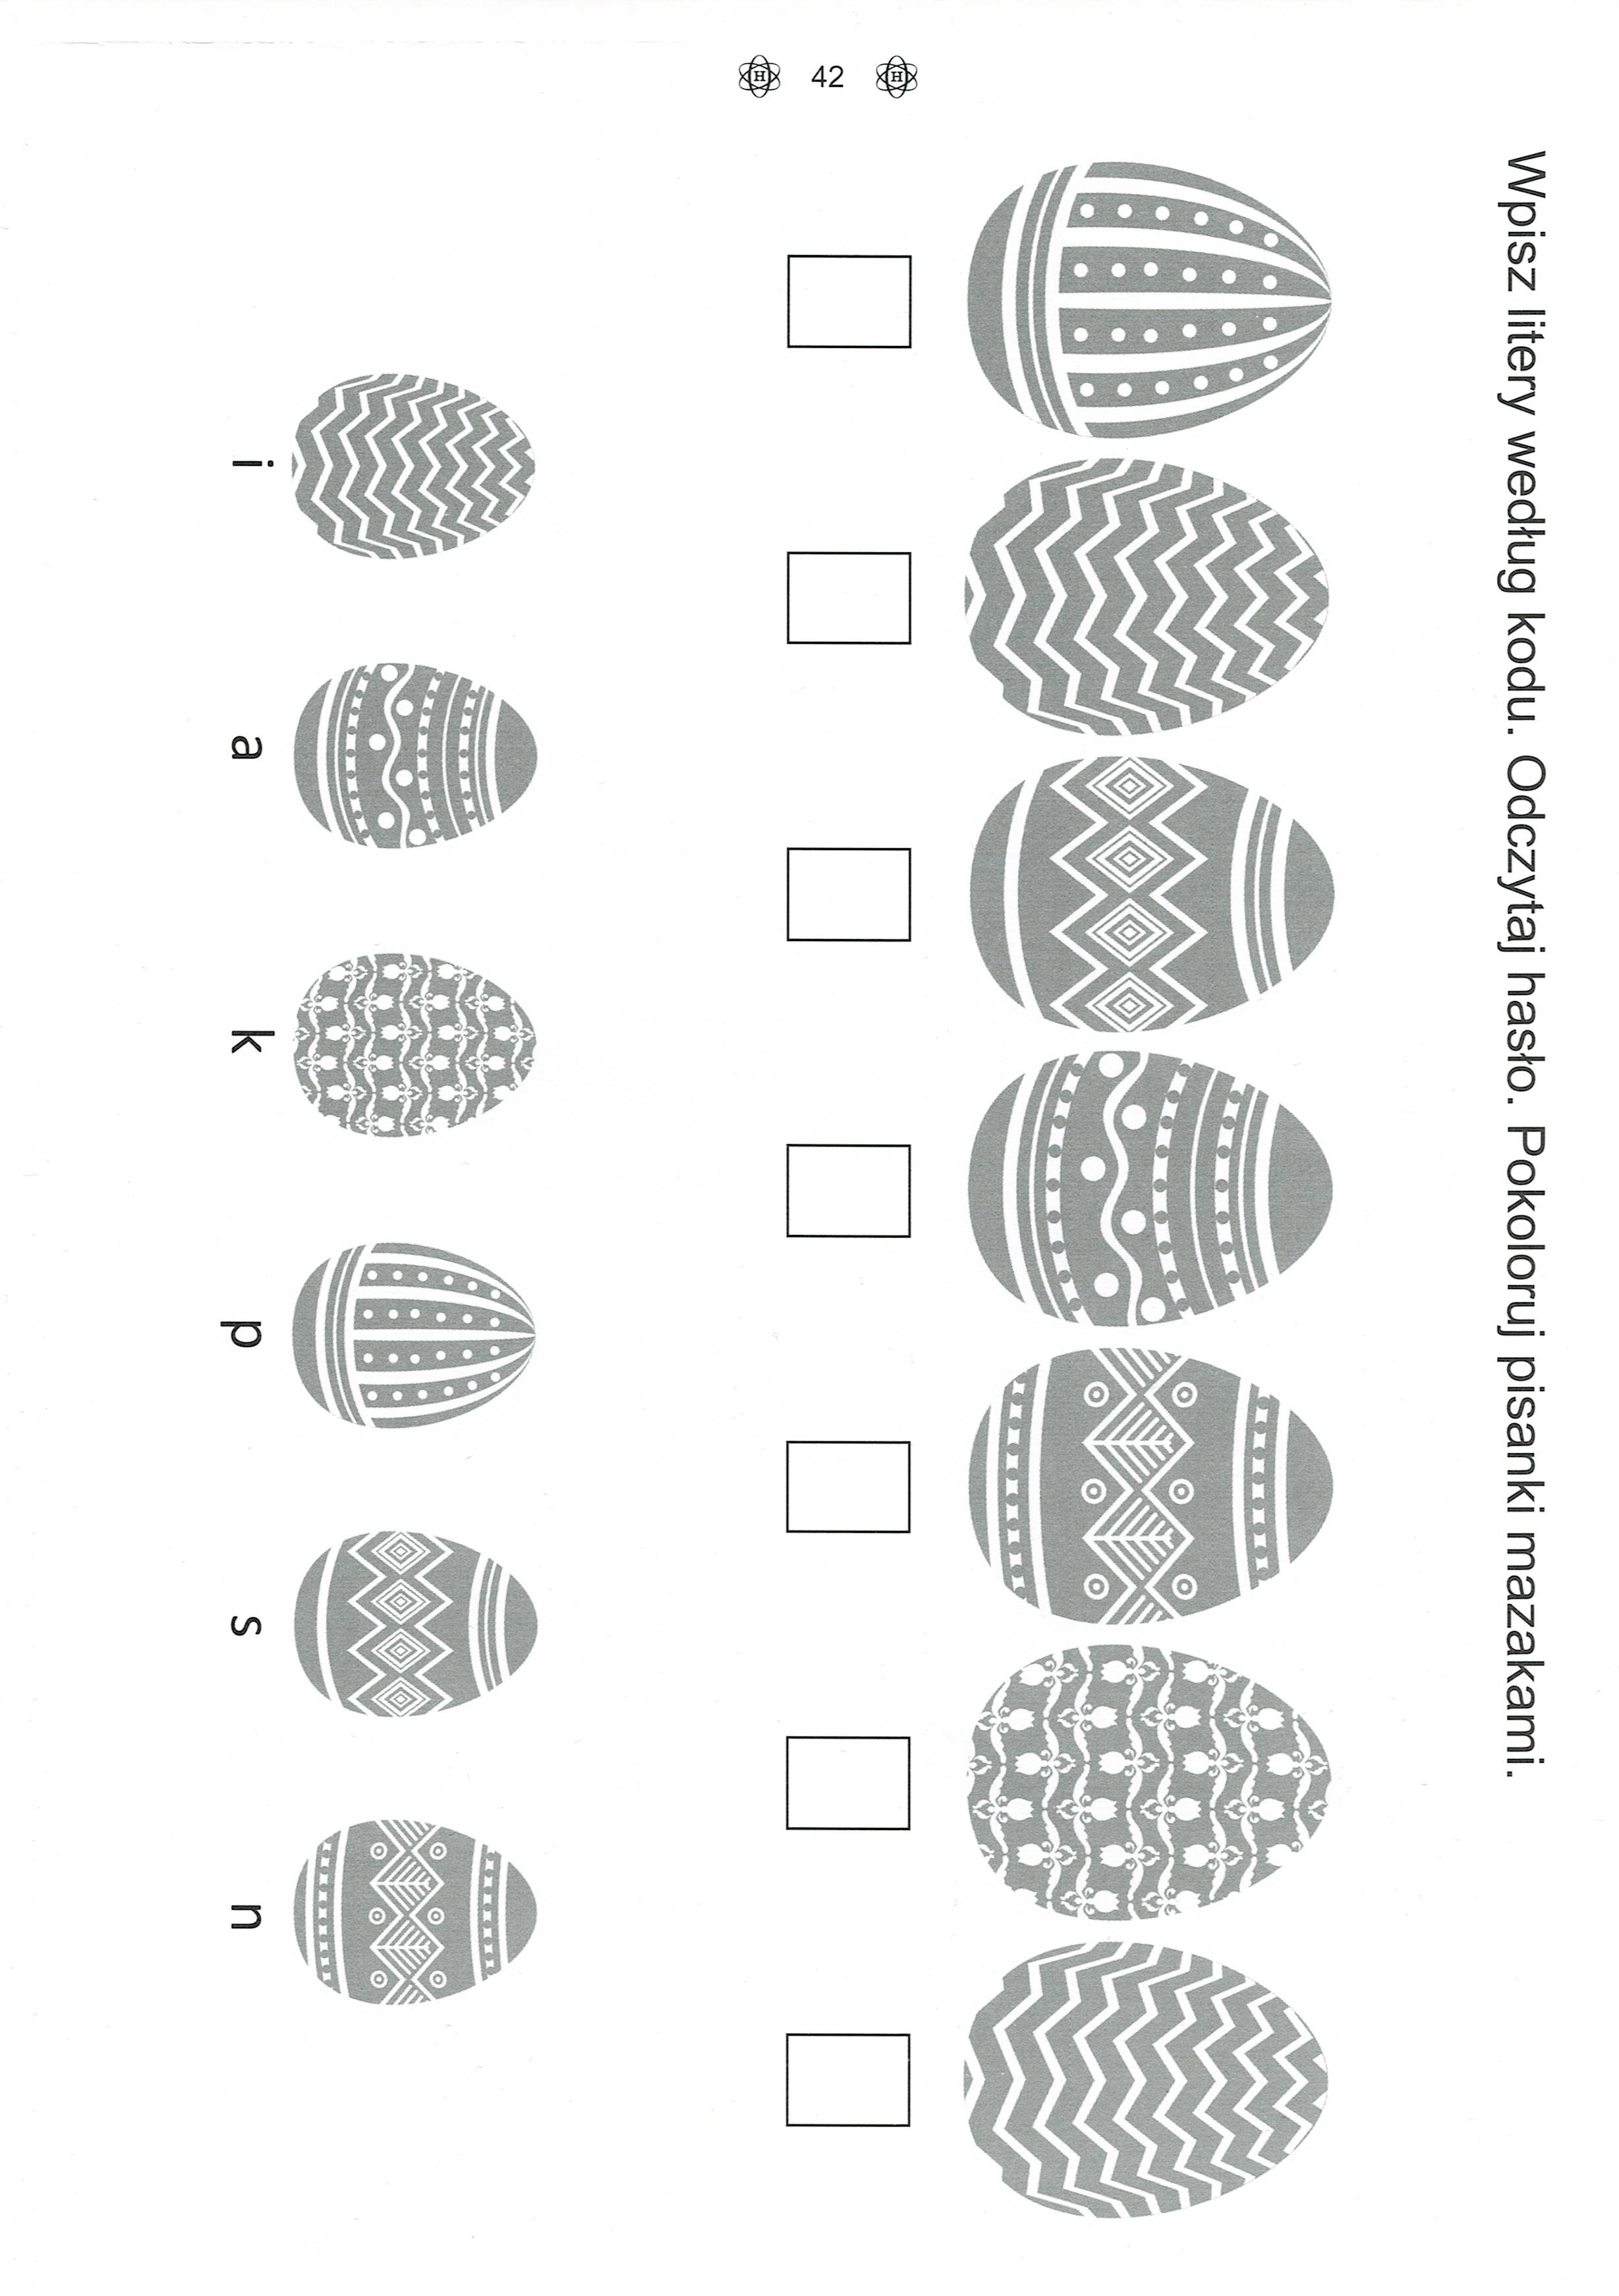 Wpisz litery według kodu. Odczytaj hasło. Pokoloruj pisanki mazakami.
i a k p s n
H 42 H